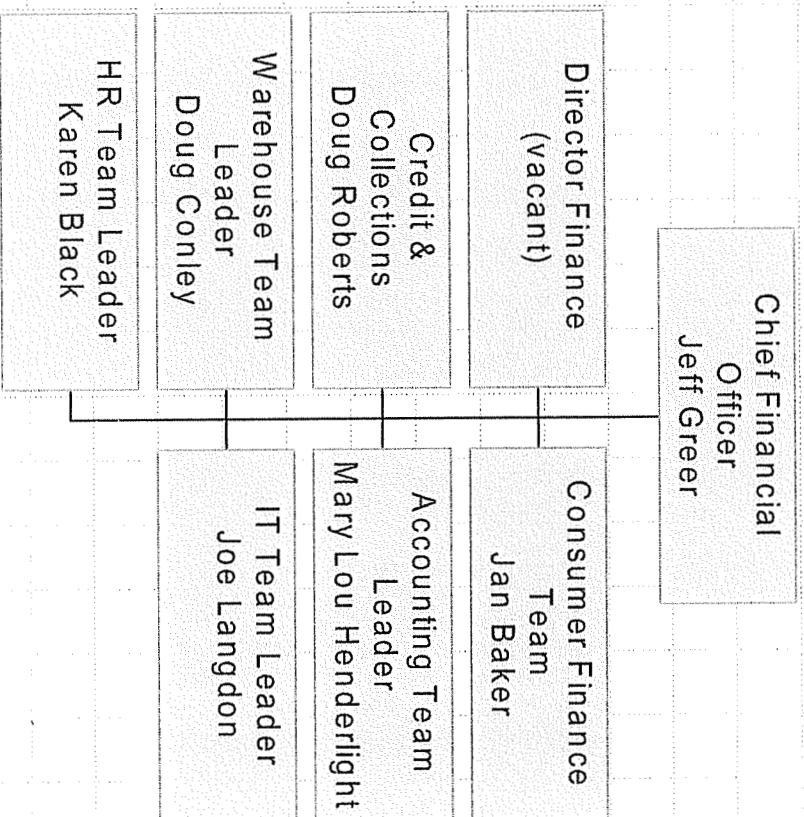 Chief Financial
Officer
Jeff Greer
Director Finance
(vacant)
Consumer Finance
Team
Jan Baker
Credit &
Collections
Doug Roberts
Accounting Team
Leader
Mary Lou Henderlight
Warehouse Team
Leader
Doug Conley
IT Team Leader
Joe Langdon
HR Team Leader
Karen Black